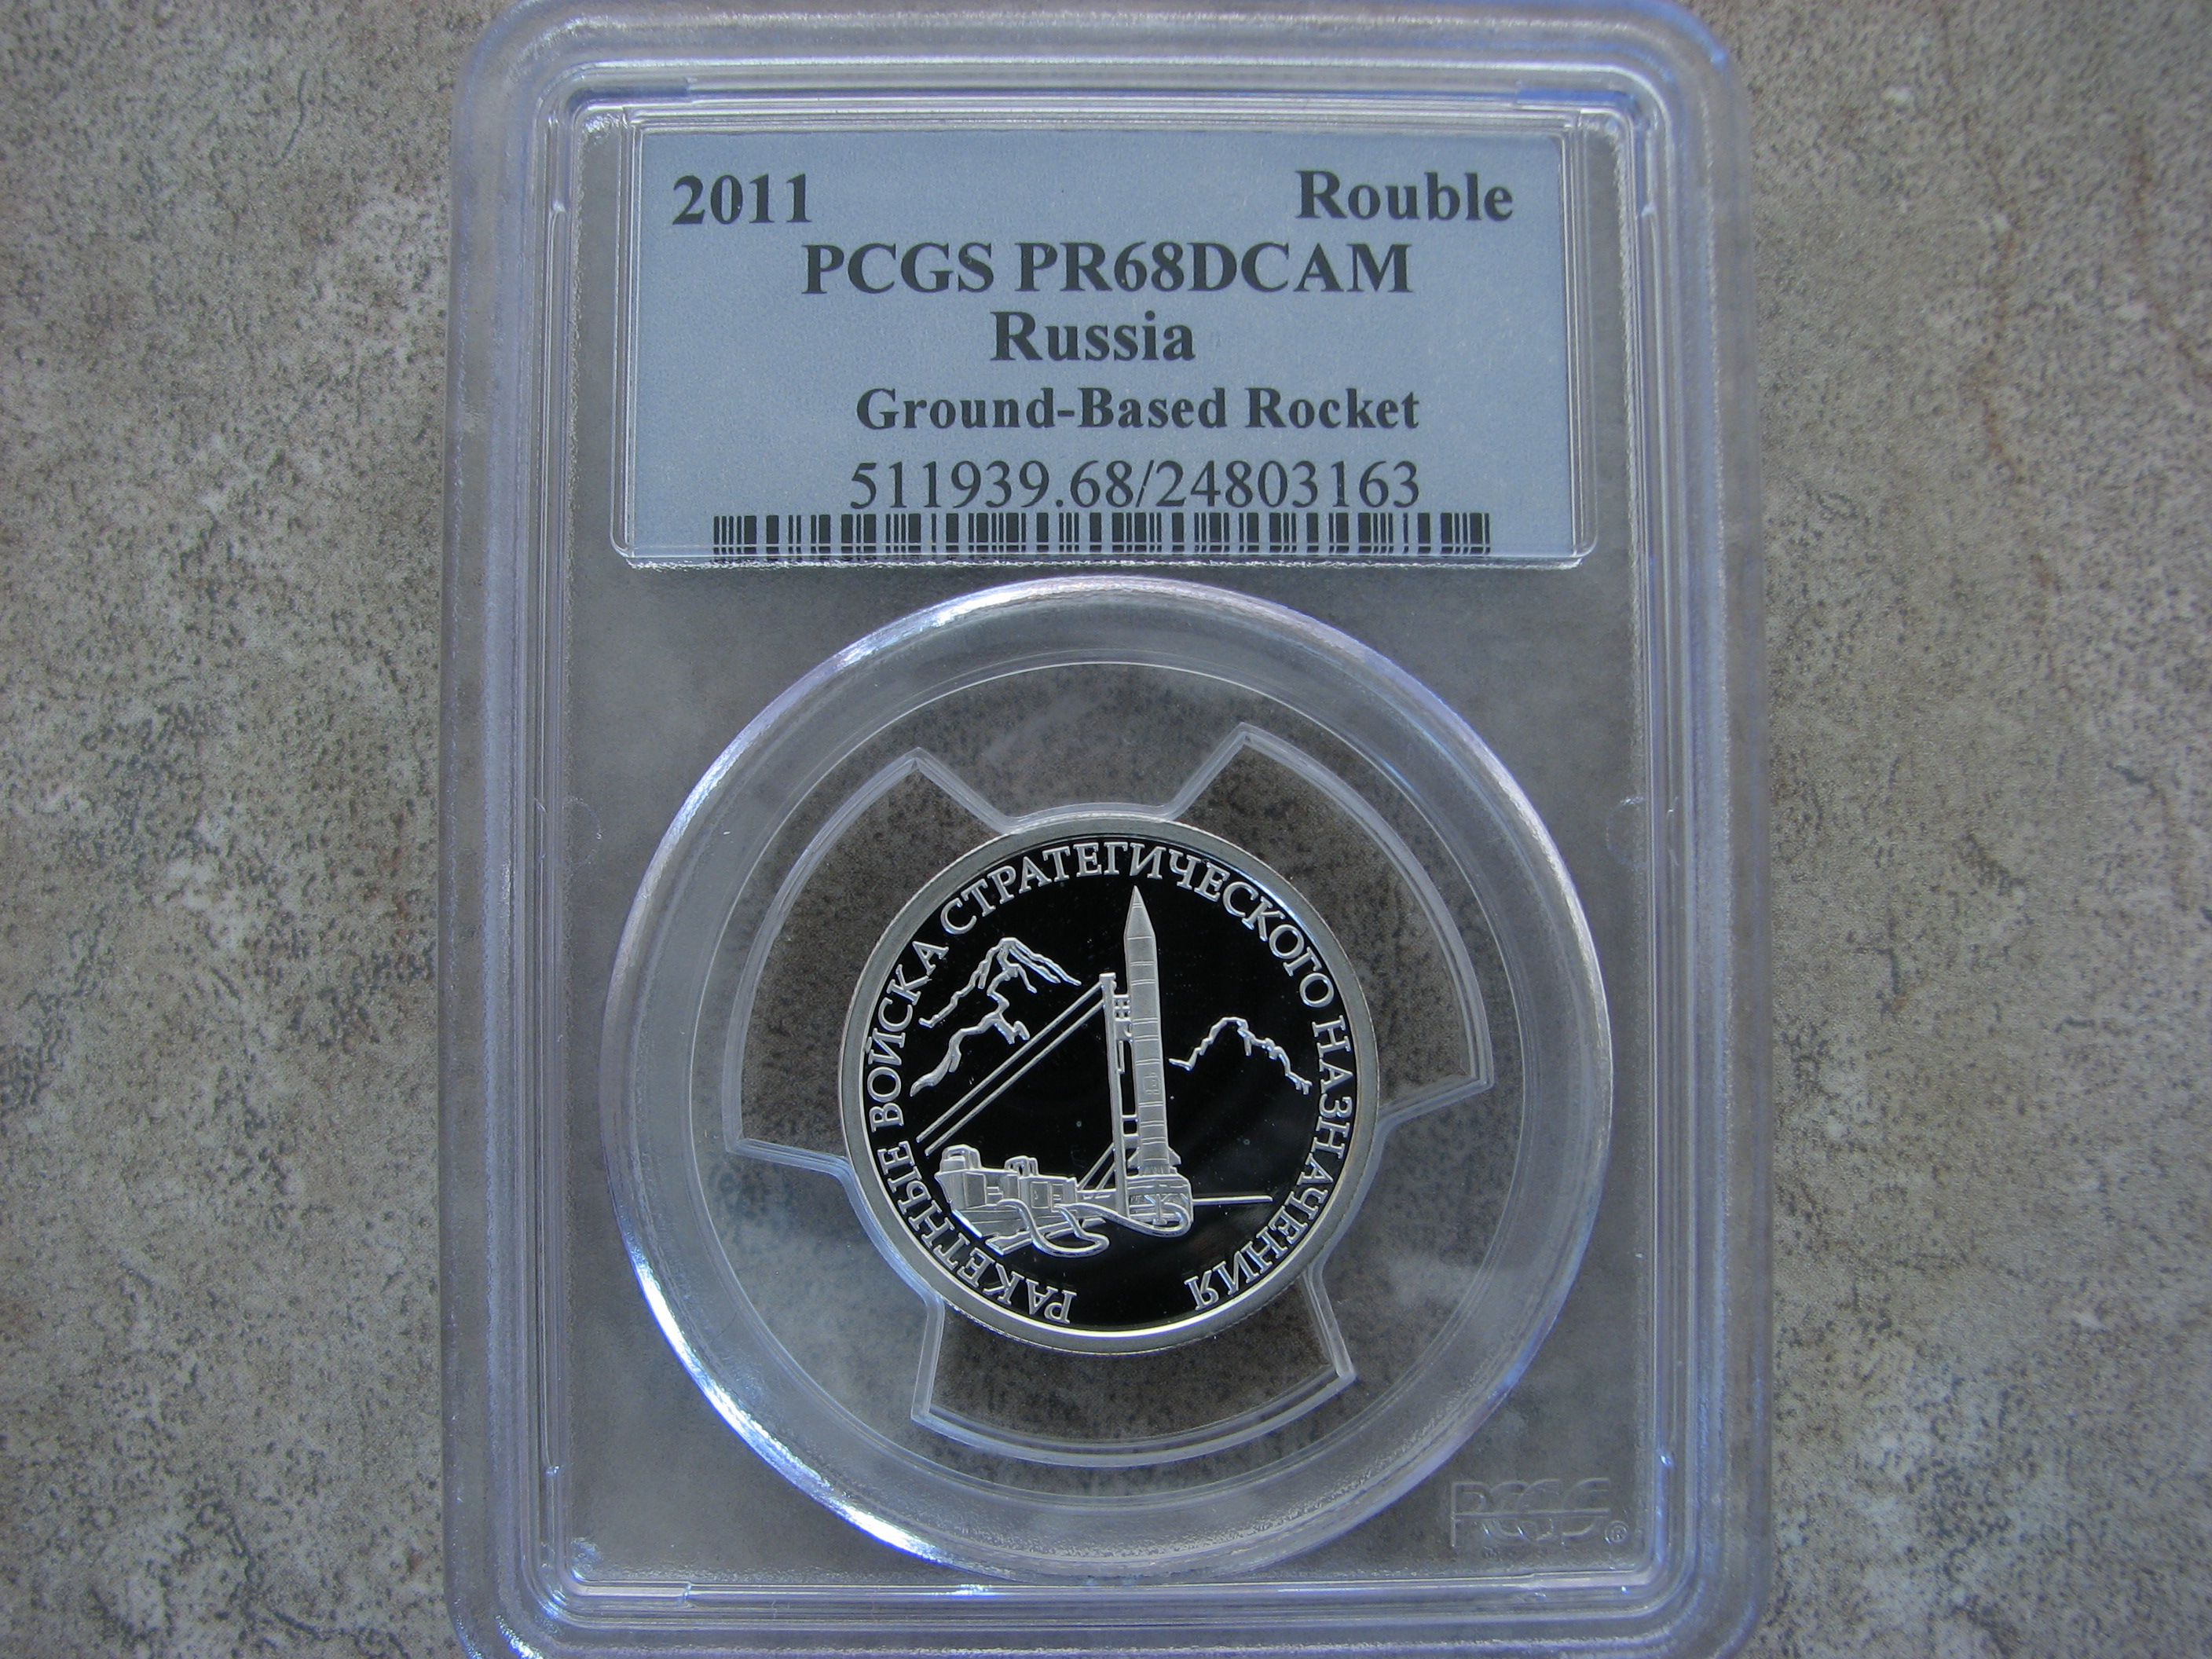 2011 Rouble
PCGS PR68DCAM
Russia
Ground-Based Rocket
511939.68/24803163
РАКЕТНЫЕ ВОЙСКА СТРАТЕГИЧЕСКОГО НАЗНАЧЕНИЯ
PCGS®